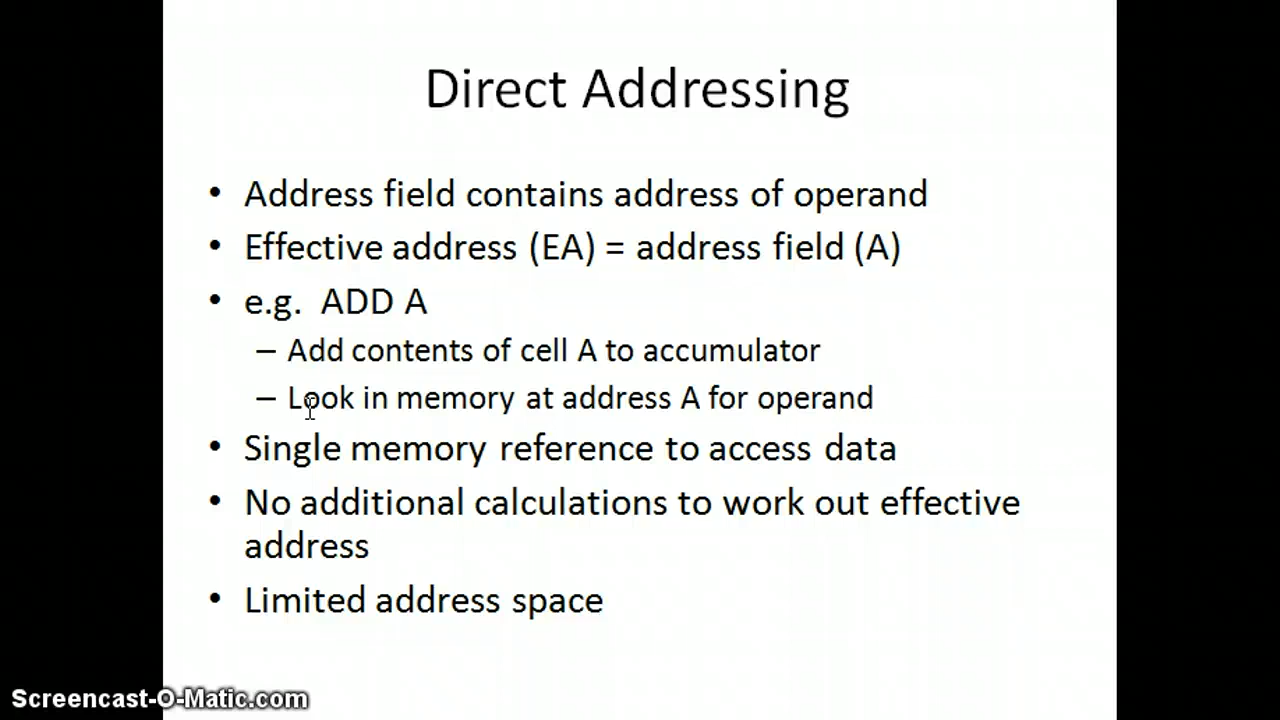 Direct Addressing
• Address field contains address of operand
• Effective address (EA) = address field (A)
• e.g.  ADD A
– Add contents of cell A to accumulator
– Look in memory at address A for operand
• Single memory reference to access data
• No additional calculations to work out effective
address
• Limited address space
Screencast-O-Matic.com